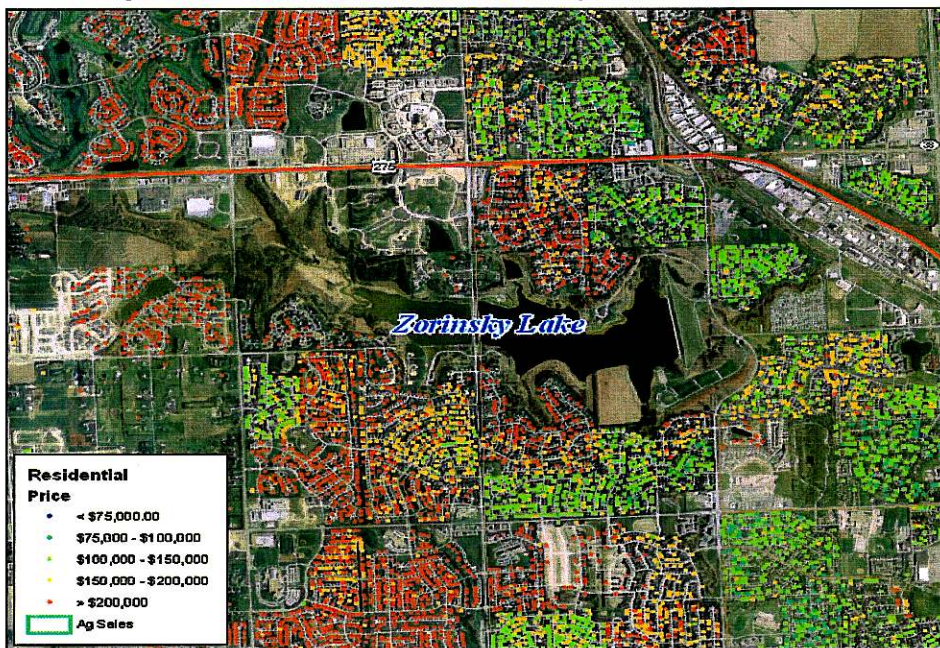 275
38
Zorinsky Lake
Residential
Price
< $75,000.00
$75,000 - $100,000
$100,000 - $150,000
$150,000 - $200,000
> $200,000
Ag Sales